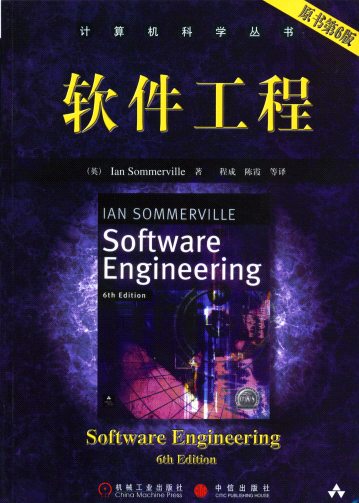 计算机科学丛书
原书第6版
软件工程
（英） Ian Sommerville 著 程成 陈霞 等译
IAN SOMMERVILLE
Software
Engineering
6th Edition
Software Engineering
6th Edition
机械工业出版社
China Machine Press
中信出版社
CITIC PUBLISHING HOUSE